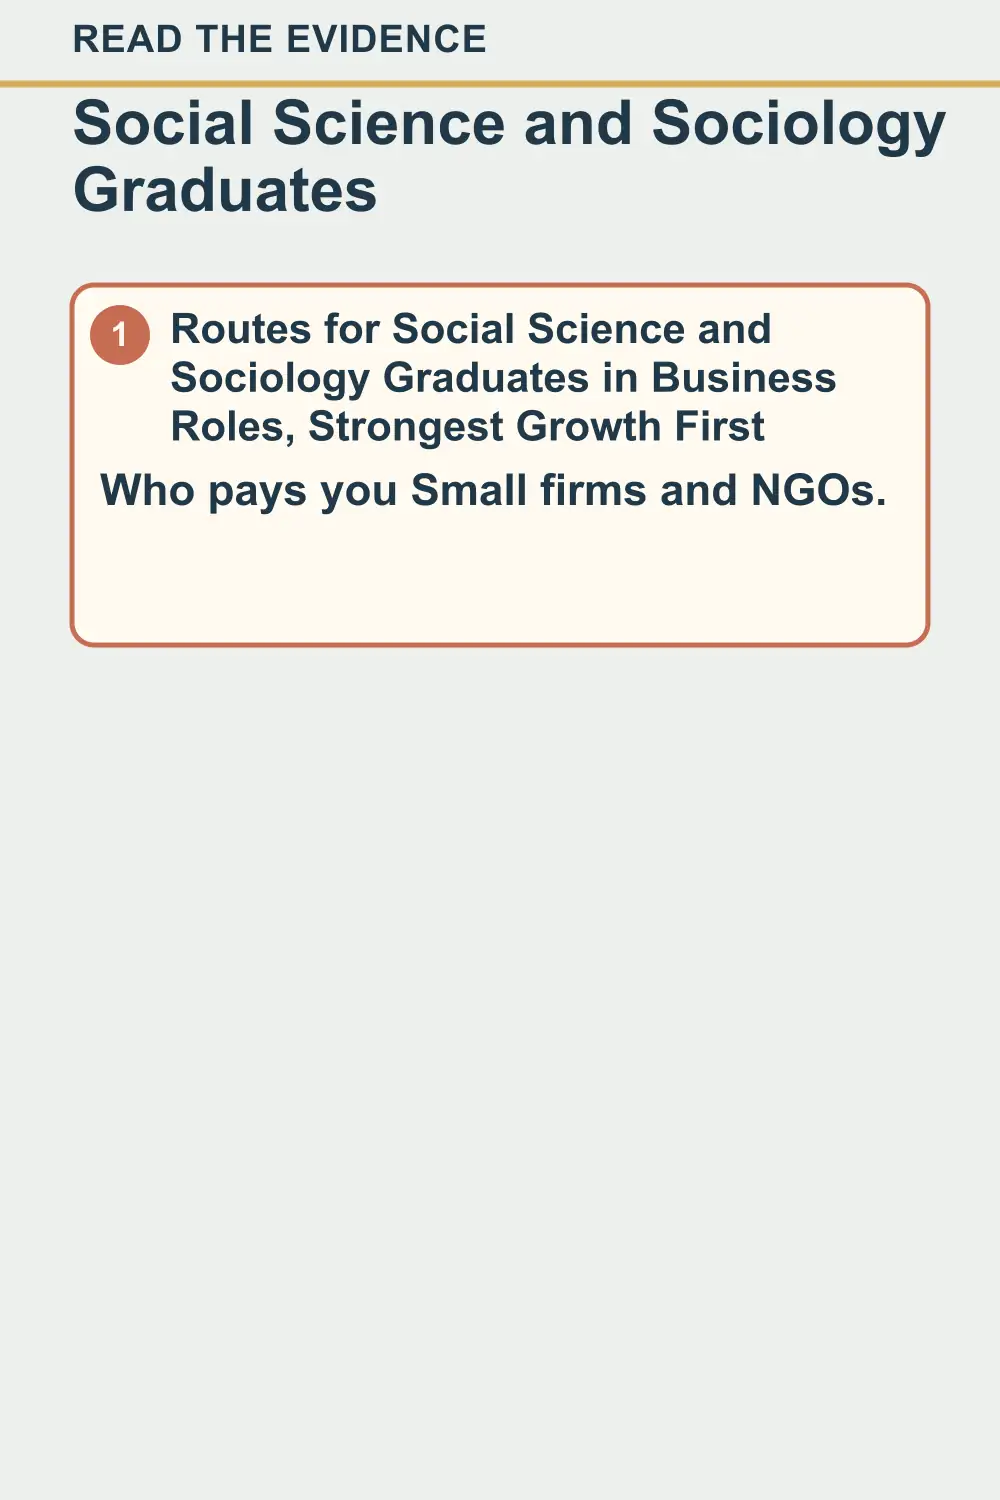 READ THE EVIDENCE
Social Science and Sociology
Graduates
1
Routes for Social Science and
Sociology Graduates in Business
Roles, Strongest Growth First
Who pays you Small firms and NGOs.